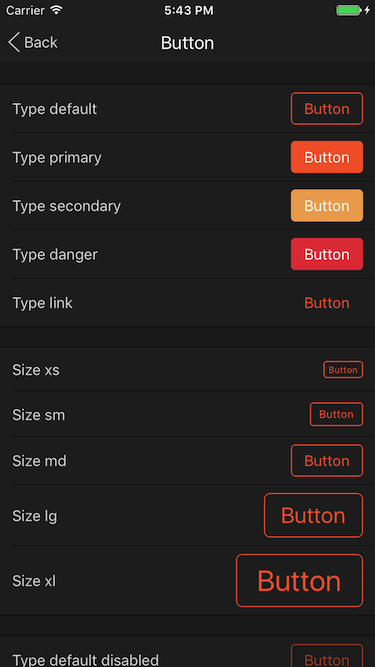 Carrier 5:43 PM
Back Button
Type default Button
Type primary Button
Type secondary Button
Type danger Button
Type link Button
Size xs Button
Size sm Button
Size md Button
Size lg Button
Size xl Button
Type default disabled Button